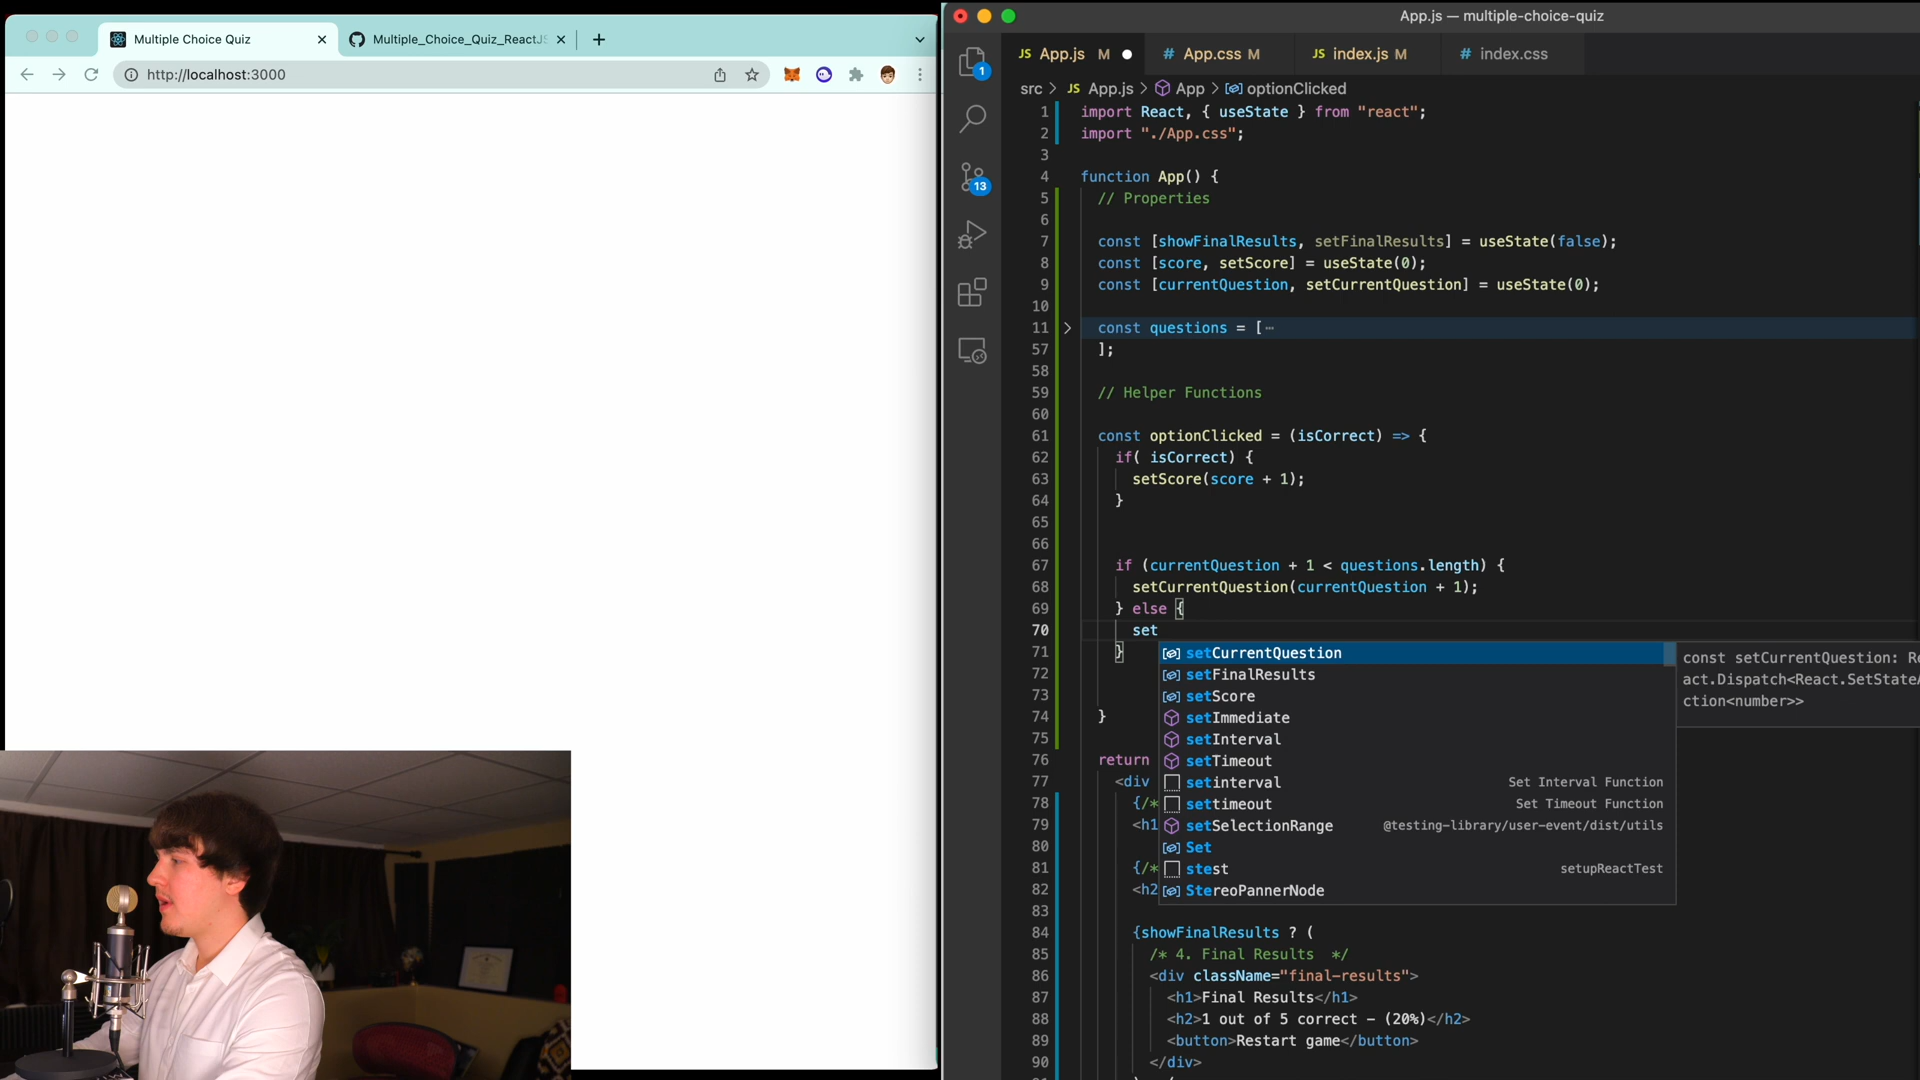 Multiple Choice Quiz
Multiple_Choice_Quiz_ReactJS
http://localhost:3000
App.js — multiple-choice-quiz
JS App.js M
# App.css M
JS index.js M
# index.css
src > JS App.js > App > optionClicked
1
13
1 import React, { useState } from "react";
2 import "./App.css";
3
4 function App() {
5 // Properties
6
7 const [showFinalResults, setFinalResults] = useState(false);
8 const [score, setScore] = useState(0);
9 const [currentQuestion, setCurrentQuestion] = useState(0);
10
11 const questions = [⋯
57 ];
58
59 // Helper Functions
60
61 const optionClicked = (isCorrect) => {
62 if( isCorrect) {
63 setScore(score + 1);
64 }
65
66
67 if (currentQuestion + 1 < questions.length) {
68 setCurrentQuestion(currentQuestion + 1);
69 } else {
70 set
71 }
72
73
74 }
75
76 return
77 <div
78 {/*
79 <h1
80
81 {/*
82 <h2
83
84 {showFinalResults ? (
85 /* 4. Final Results */
86 <div className="final-results">
87 <h1>Final Results</h1>
88 <h2>1 out of 5 correct - (20%)</h2>
89 <button>Restart game</button>
90 </div>
setCurrentQuestion
setFinalResults
setScore
setImmediate
setInterval
setTimeout
setinterval Set Interval Function
settimeout Set Timeout Function
setSelectionRange @testing-library/user-event/dist/utils
Set
stest setupReactTest
StereoPannerNode
const setCurrentQuestion: Re
act.Dispatch<React.SetStateA
ction<number>>